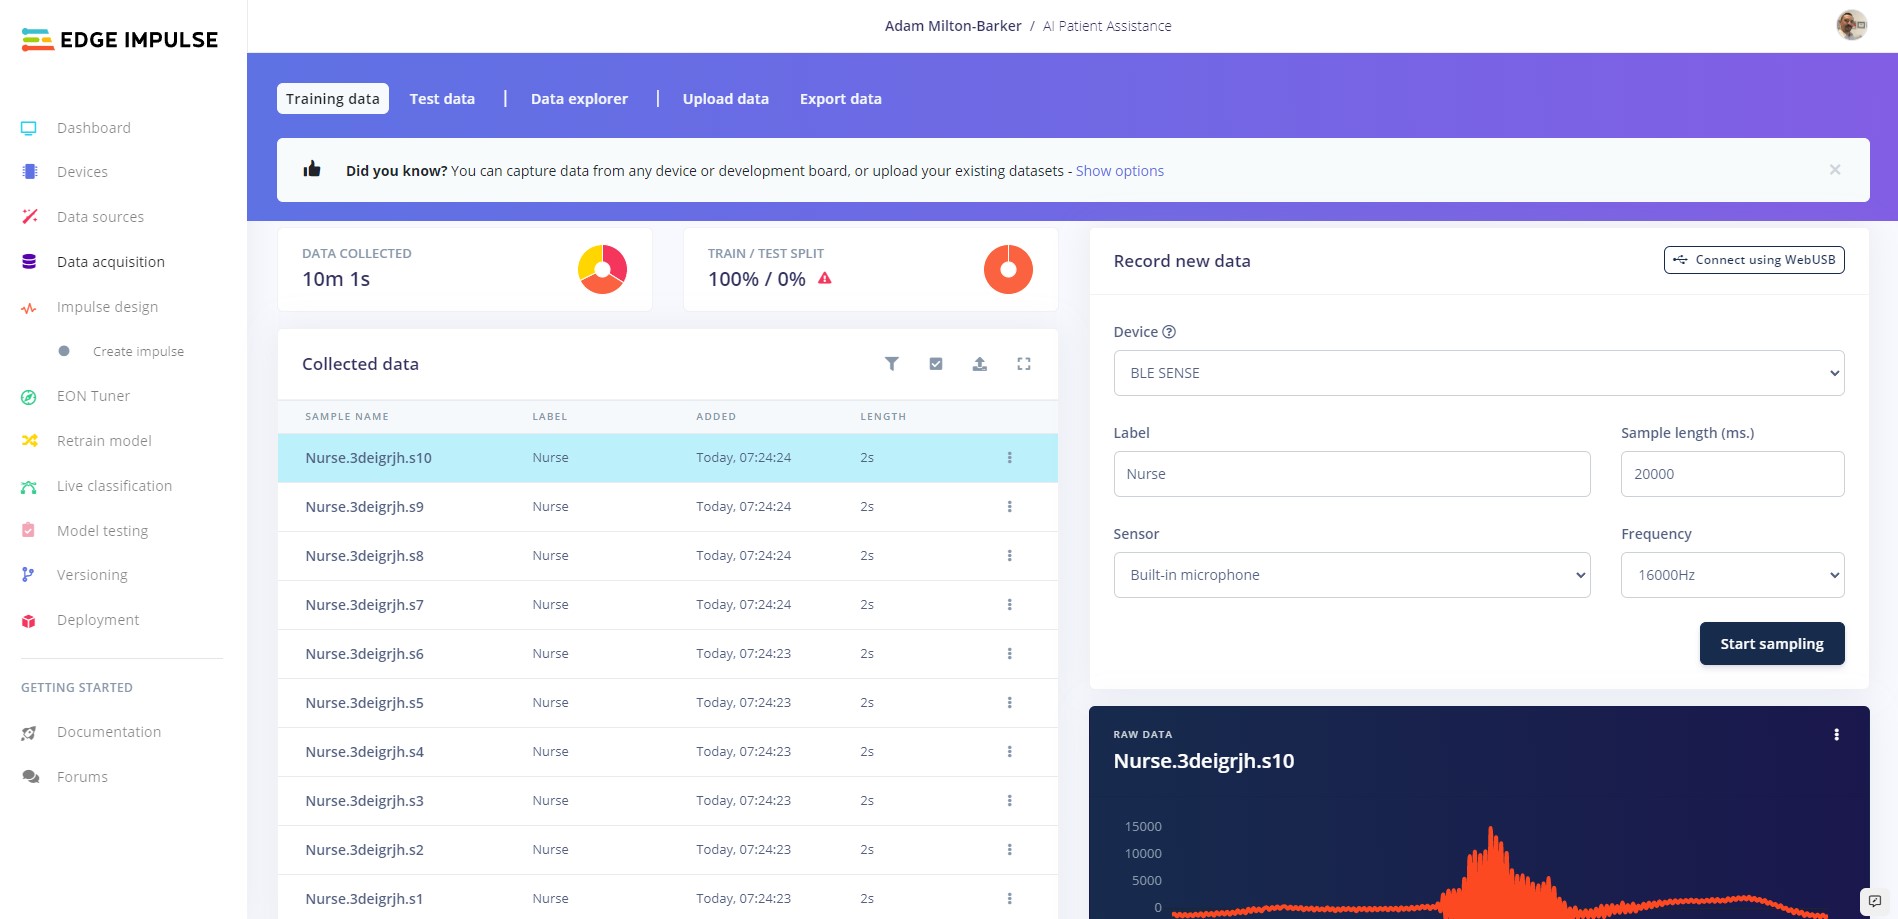 EDGE IMPULSE
Adam Milton-Barker / AI Patient Assistance
Dashboard
Devices
Data sources
Data acquisition
Impulse design
Create impulse
EON Tuner
Retrain model
Live classification
Model testing
Versioning
Deployment
GETTING STARTED
Documentation
Forums
Training data Test data | Data explorer | Upload data Export data
Did you know? You can capture data from any device or development board, or upload your existing datasets - Show options ×
DATA COLLECTED
10m 1s
TRAIN / TEST SPLIT
100% / 0%
Collected data
SAMPLE NAME LABEL ADDED LENGTH
Nurse.3deigrjh.s10 Nurse Today, 07:24:24 2s
Nurse.3deigrjh.s9 Nurse Today, 07:24:24 2s
Nurse.3deigrjh.s8 Nurse Today, 07:24:24 2s
Nurse.3deigrjh.s7 Nurse Today, 07:24:24 2s
Nurse.3deigrjh.s6 Nurse Today, 07:24:23 2s
Nurse.3deigrjh.s5 Nurse Today, 07:24:23 2s
Nurse.3deigrjh.s4 Nurse Today, 07:24:23 2s
Nurse.3deigrjh.s3 Nurse Today, 07:24:23 2s
Nurse.3deigrjh.s2 Nurse Today, 07:24:23 2s
Nurse.3deigrjh.s1 Nurse Today, 07:24:23 2s
Record new data
Connect using WebUSB
Device ?
BLE SENSE
Label Sample length (ms.)
Nurse 20000
Sensor Frequency
Built-in microphone 16000Hz
Start sampling
RAW DATA
Nurse.3deigrjh.s10
15000
10000
5000
0